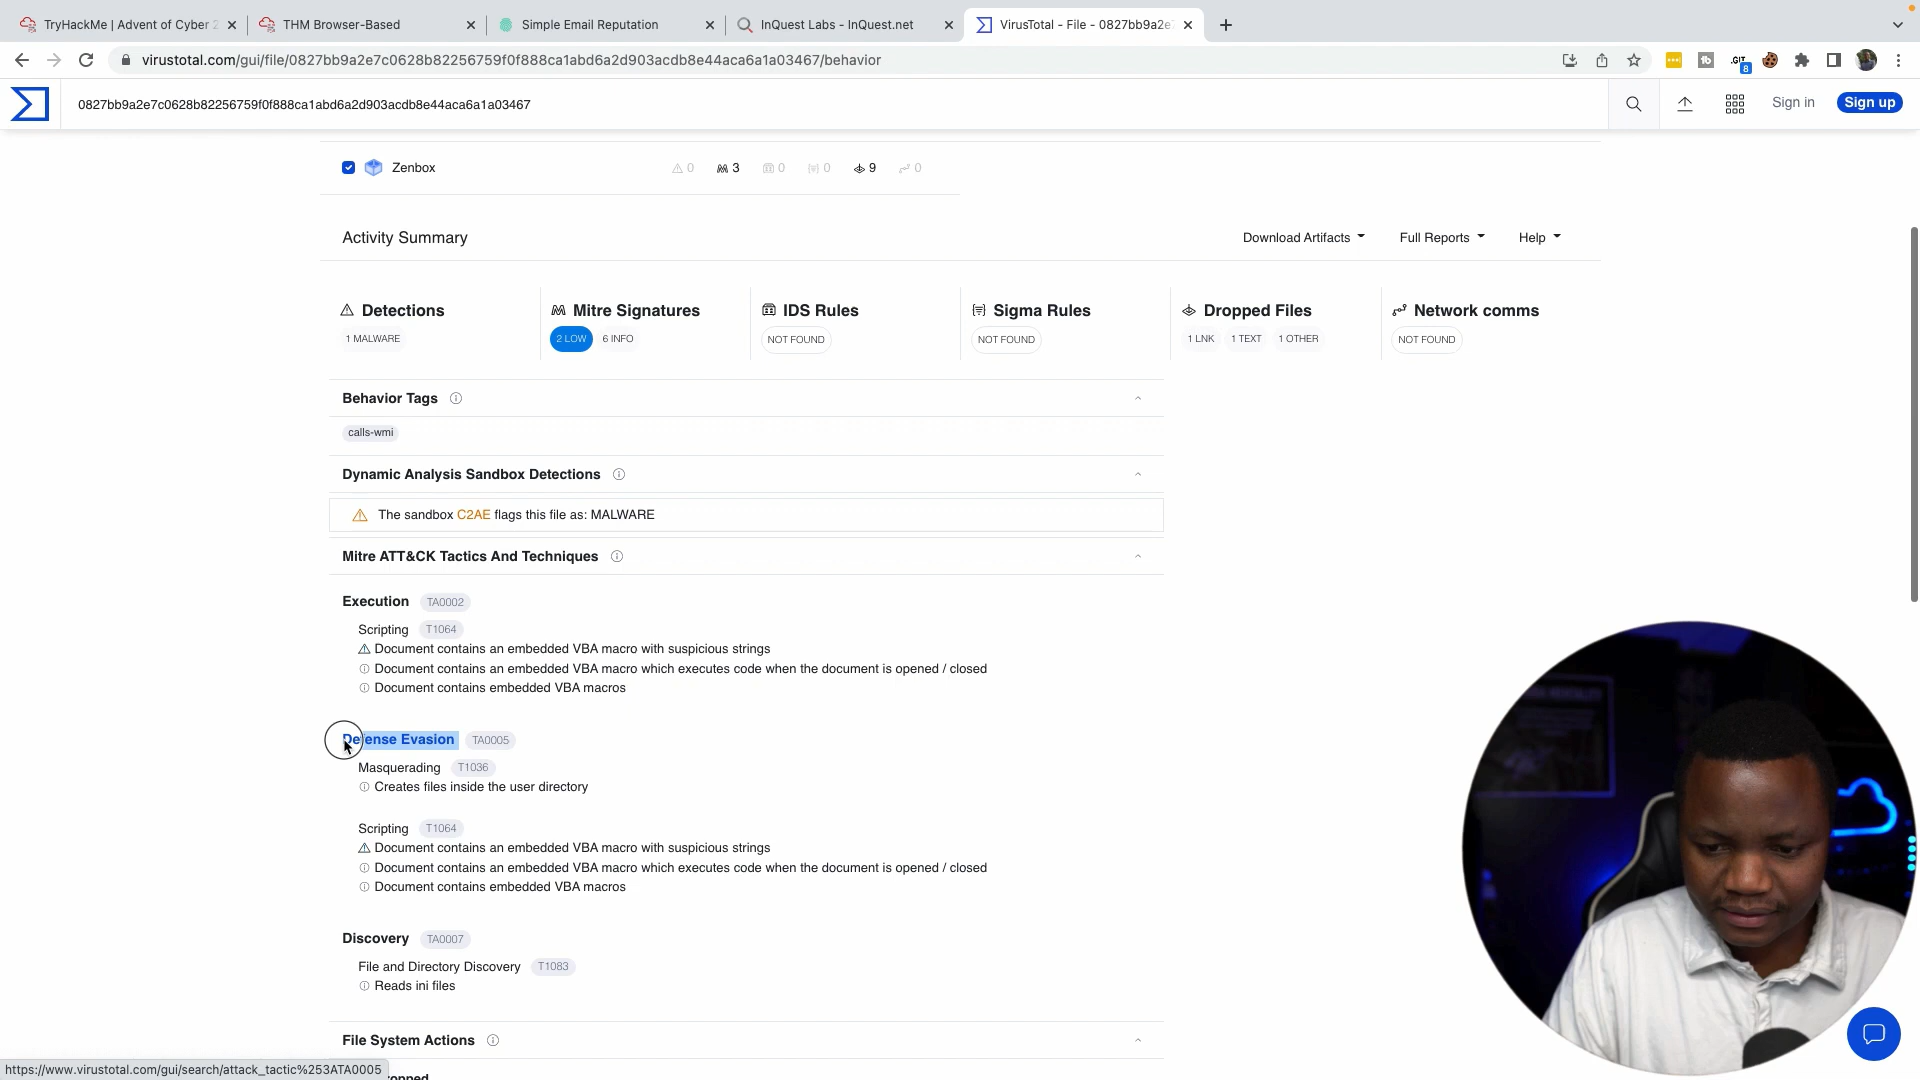 TryHackMe | Advent of Cyber 2
THM Browser-Based
Simple Email Reputation
InQuest Labs - InQuest.net
VirusTotal - File - 0827bb9a2e7
virustotal.com/gui/file/0827bb9a2e7c0628b82256759f0f888ca1abd6a2d903acdb8e44aca6a1a03467/behavior
.GIT
8
0827bb9a2e7c0628b82256759f0f888ca1abd6a2d903acdb8e44aca6a1a03467
Sign in
Sign up
Zenbox
0 3 0 0 9 0
Activity Summary
Download Artifacts
Full Reports
Help
Detections
1 MALWARE
Mitre Signatures
2 LOW 6 INFO
IDS Rules
NOT FOUND
Sigma Rules
NOT FOUND
Dropped Files
1 LNK 1 TEXT 1 OTHER
Network comms
NOT FOUND
Behavior Tags
calls-wmi
Dynamic Analysis Sandbox Detections
The sandbox C2AE flags this file as: MALWARE
Mitre ATT&CK Tactics And Techniques
Execution TA0002
Scripting T1064
Document contains an embedded VBA macro with suspicious strings
Document contains an embedded VBA macro which executes code when the document is opened / closed
Document contains embedded VBA macros
Defense Evasion TA0005
Masquerading T1036
Creates files inside the user directory
Scripting T1064
Document contains an embedded VBA macro with suspicious strings
Document contains an embedded VBA macro which executes code when the document is opened / closed
Document contains embedded VBA macros
Discovery TA0007
File and Directory Discovery T1083
Reads ini files
File System Actions
https://www.virustotal.com/gui/search/attack_tactic%253ATA0005